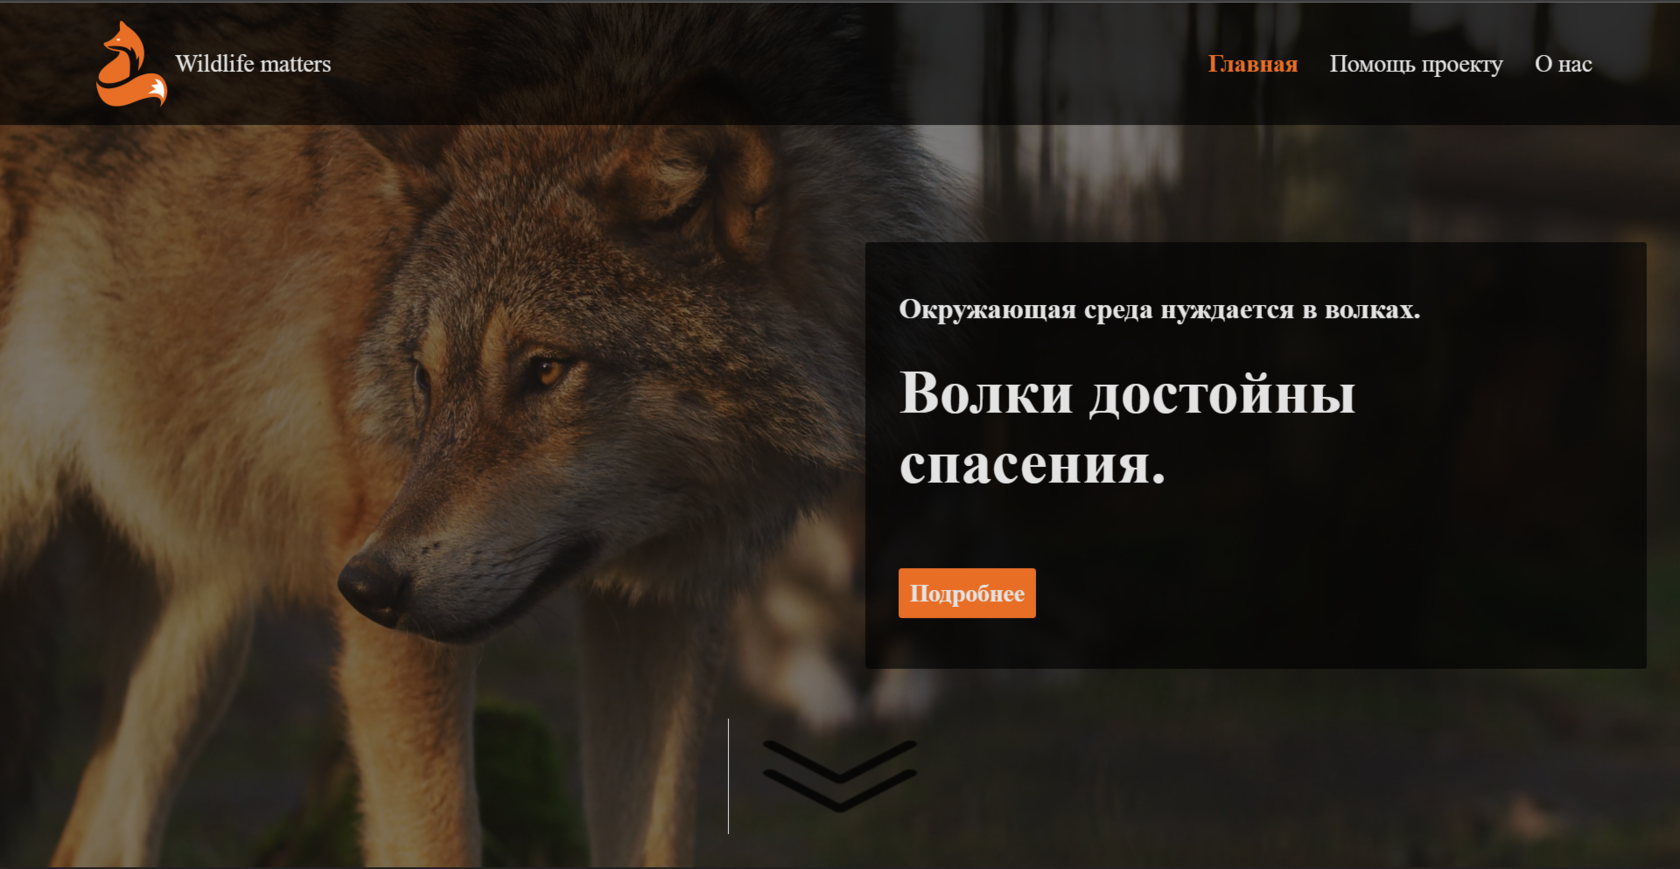 Wildlife matters
Главная Помощь проекту О нас
Окружающая среда нуждается в волках.
Волки достойны
спасения.
Подробнее